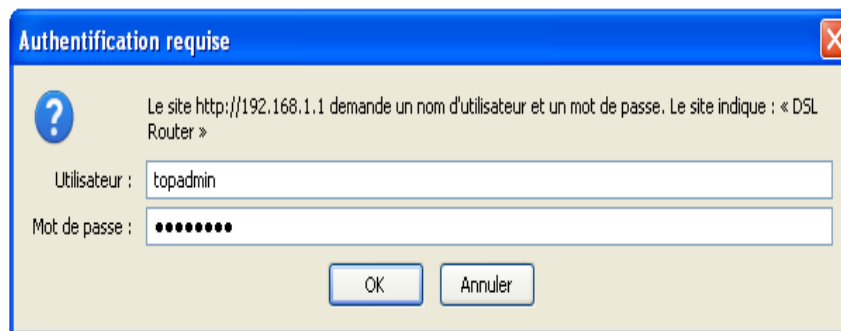 Authentification requise
Le site http://192.168.1.1 demande un nom d'utilisateur et un mot de passe. Le site indique : « DSL
Router »
Utilisateur : topadmin
Mot de passe : ●●●●●●●●
OK Annuler